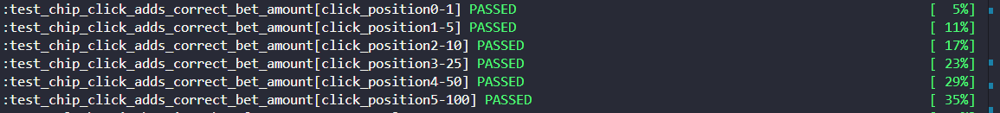 :test_chip_click_adds_correct_bet_amount[click_position0-1] PASSED [ 5%]
:test_chip_click_adds_correct_bet_amount[click_position1-5] PASSED [ 11%]
:test_chip_click_adds_correct_bet_amount[click_position2-10] PASSED [ 17%]
:test_chip_click_adds_correct_bet_amount[click_position3-25] PASSED [ 23%]
:test_chip_click_adds_correct_bet_amount[click_position4-50] PASSED [ 29%]
:test_chip_click_adds_correct_bet_amount[click_position5-100] PASSED [ 35%]